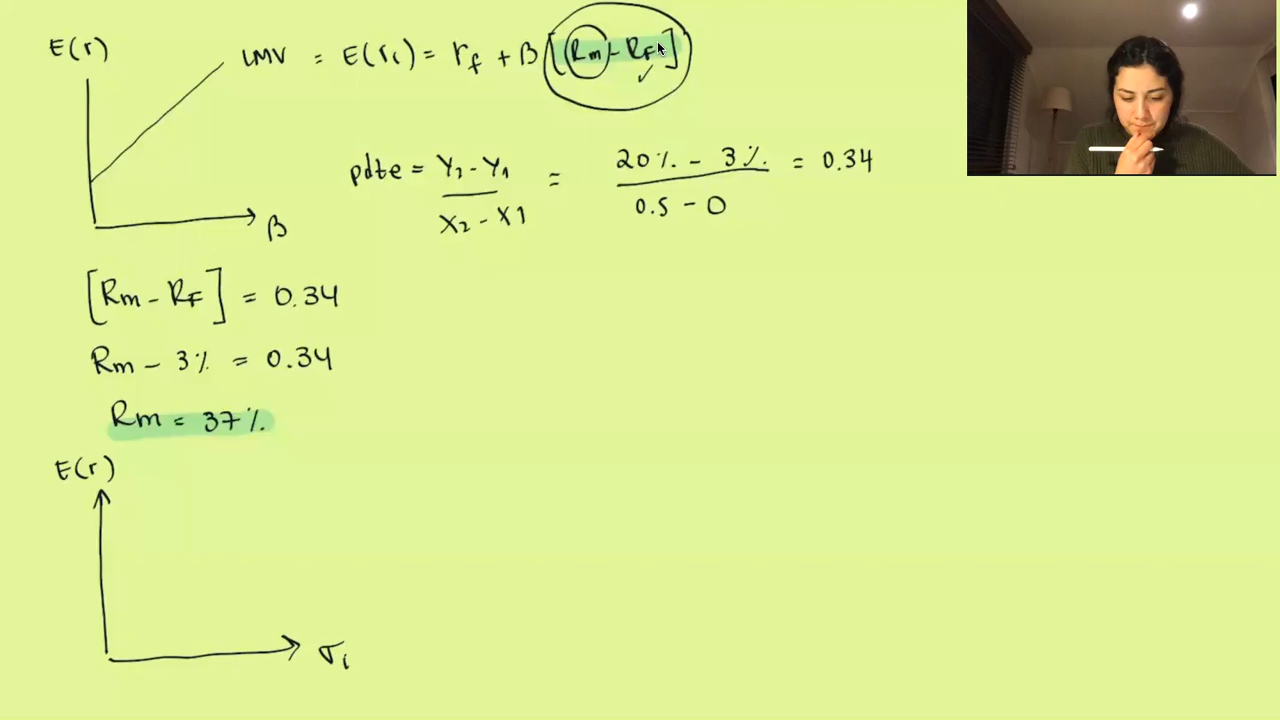 E(r)
LMV = E(ri) = rf + β [Rm - RF]
β
pdte = Y2 - Y1 / X2 - X1 = 20% - 3% / 0.5 - 0 = 0.34
[Rm - RF] = 0.34
Rm - 3% = 0.34
Rm = 37%
E(r)
σi